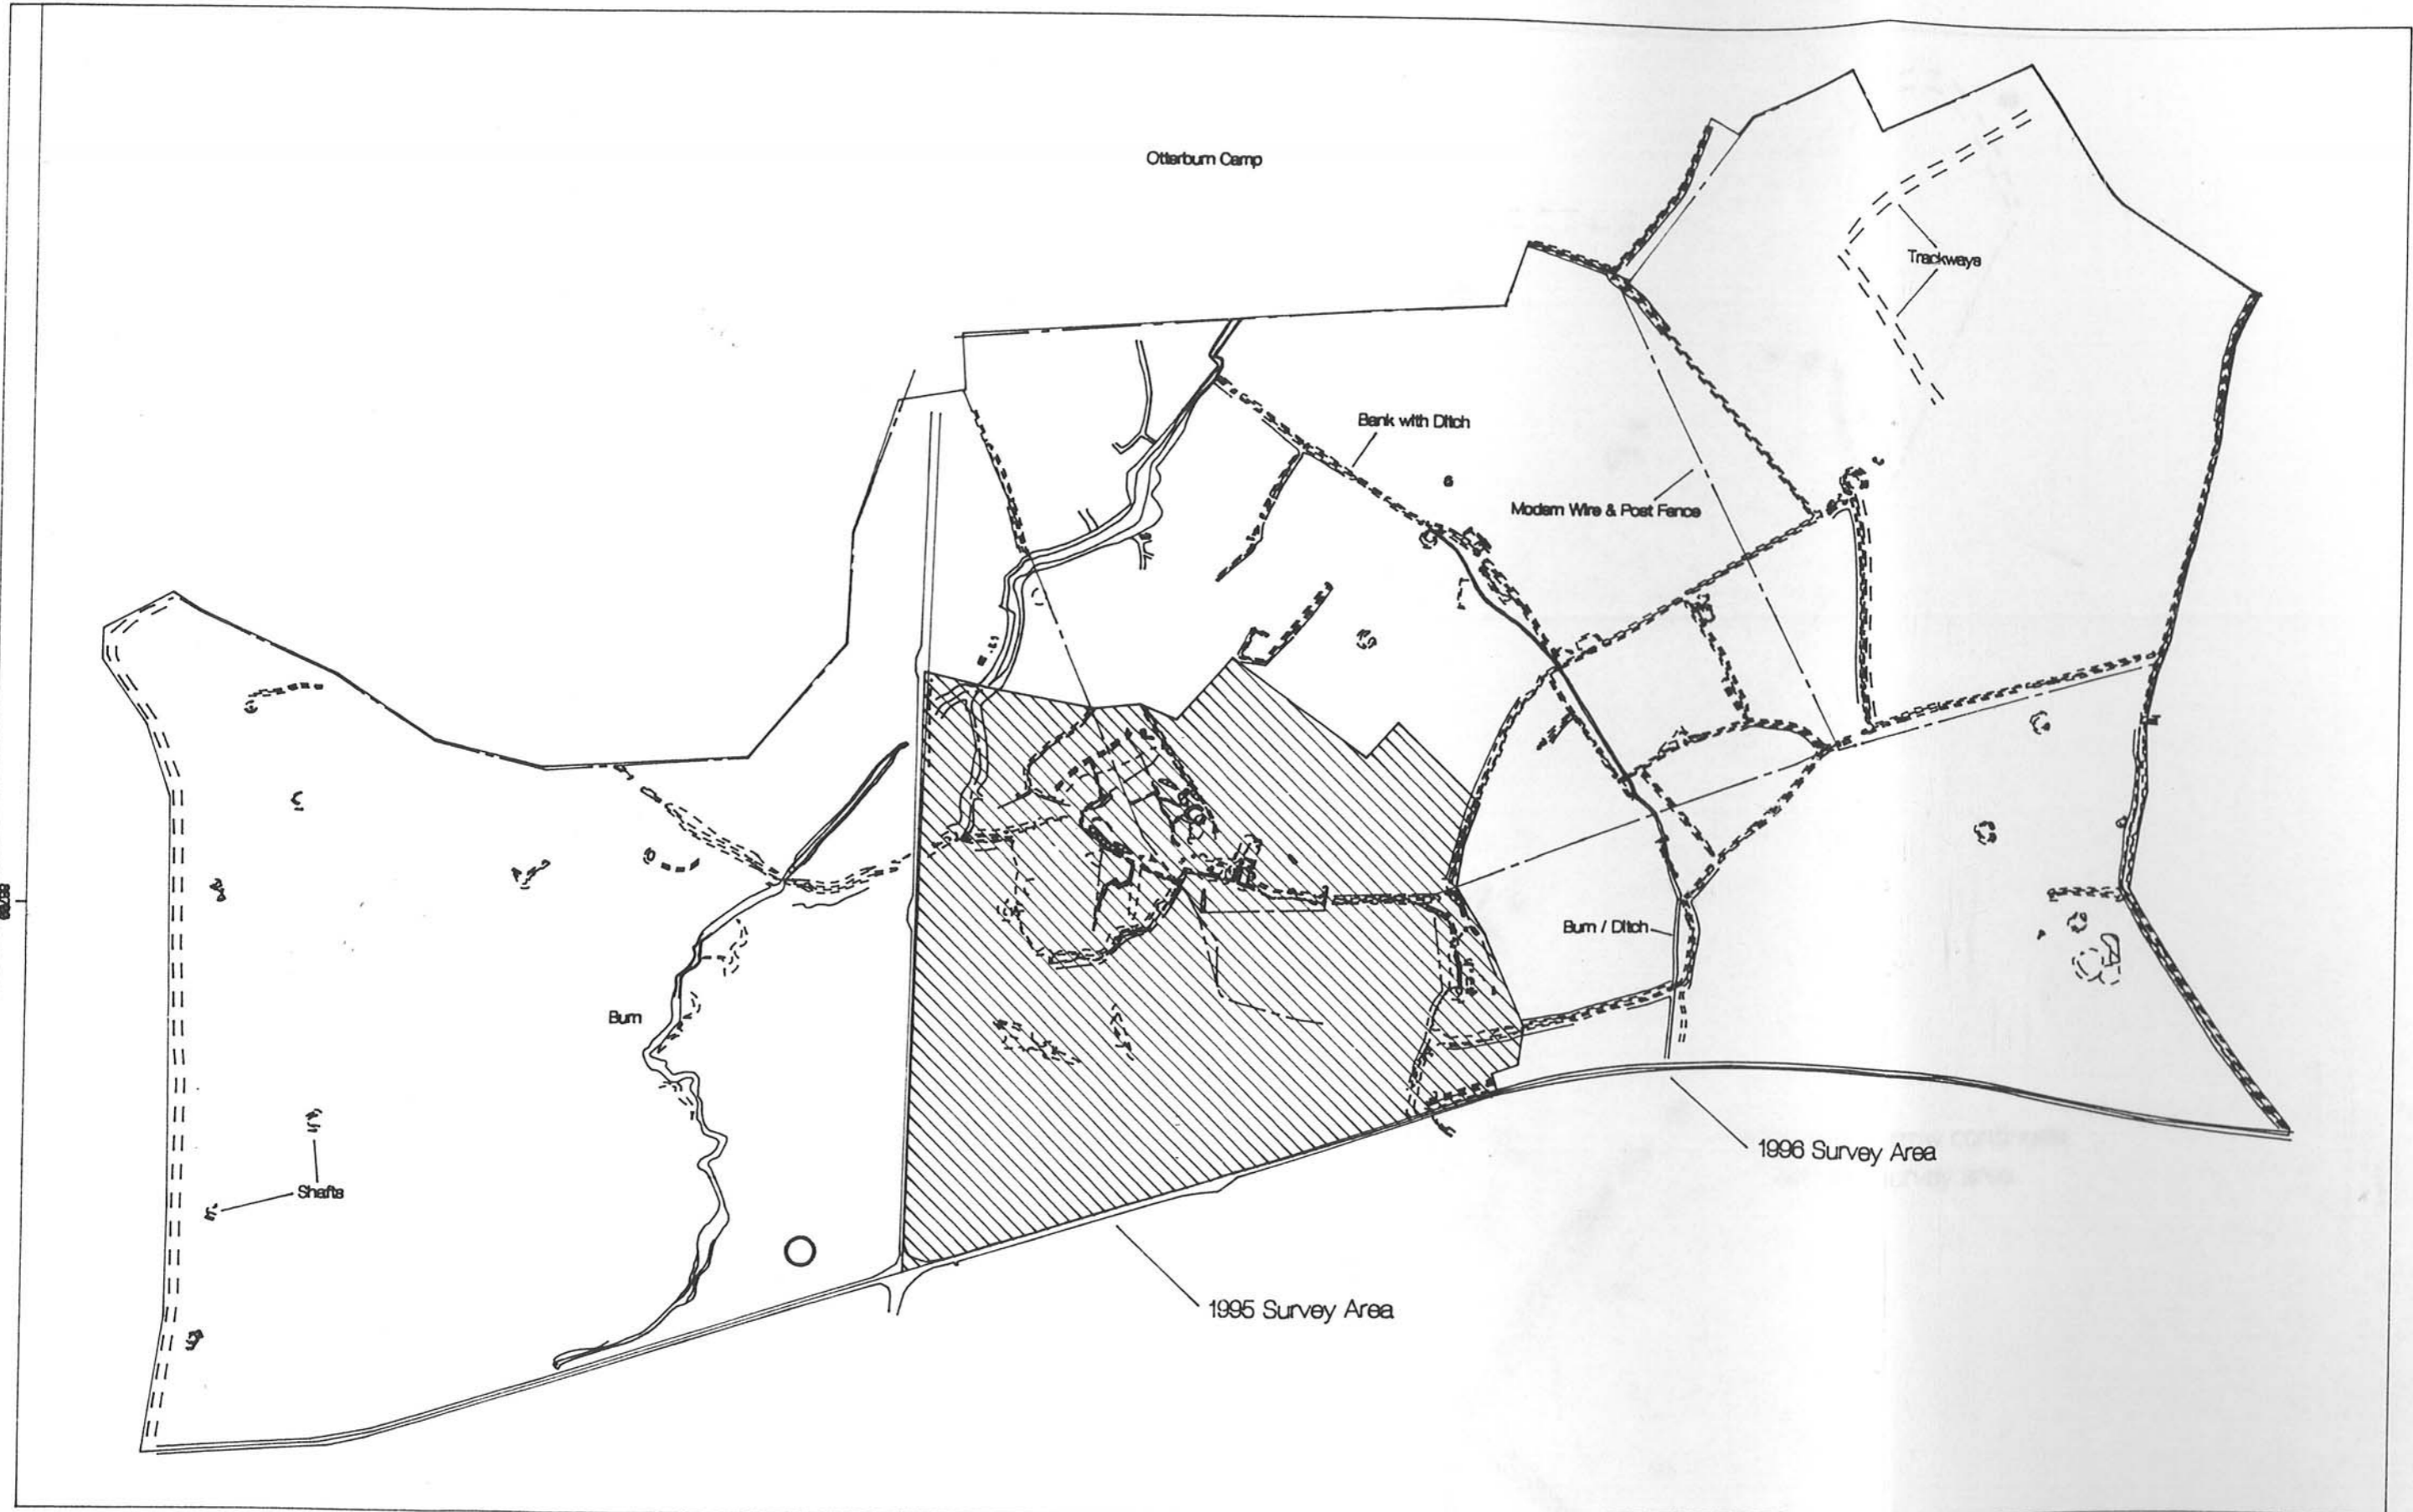 Otterburn Camp
Trackways
Bank with Ditch
Modern Wire & Post Fence
Burn / Ditch
Burn
1996 Survey Area
Shafts
1995 Survey Area